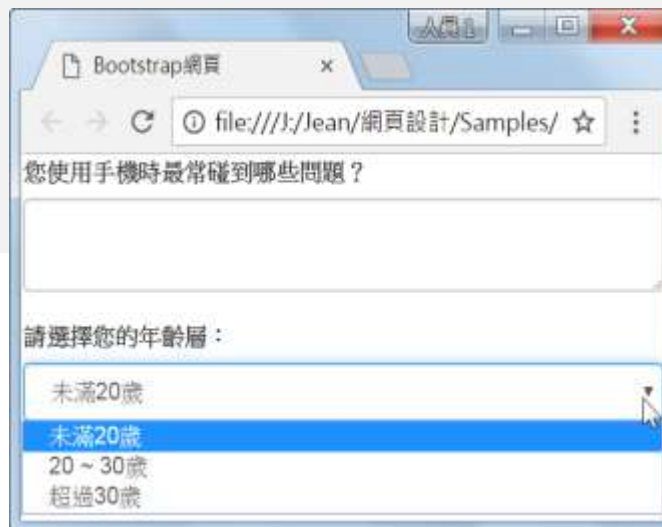 人員1
Bootstrap網頁
file:///J:/Jean/網頁設計/Samples/
您使用手機時最常碰到哪些問題？
請選擇您的年齡層：
未滿20歲
未滿20歲
20 ~ 30歲
超過30歲